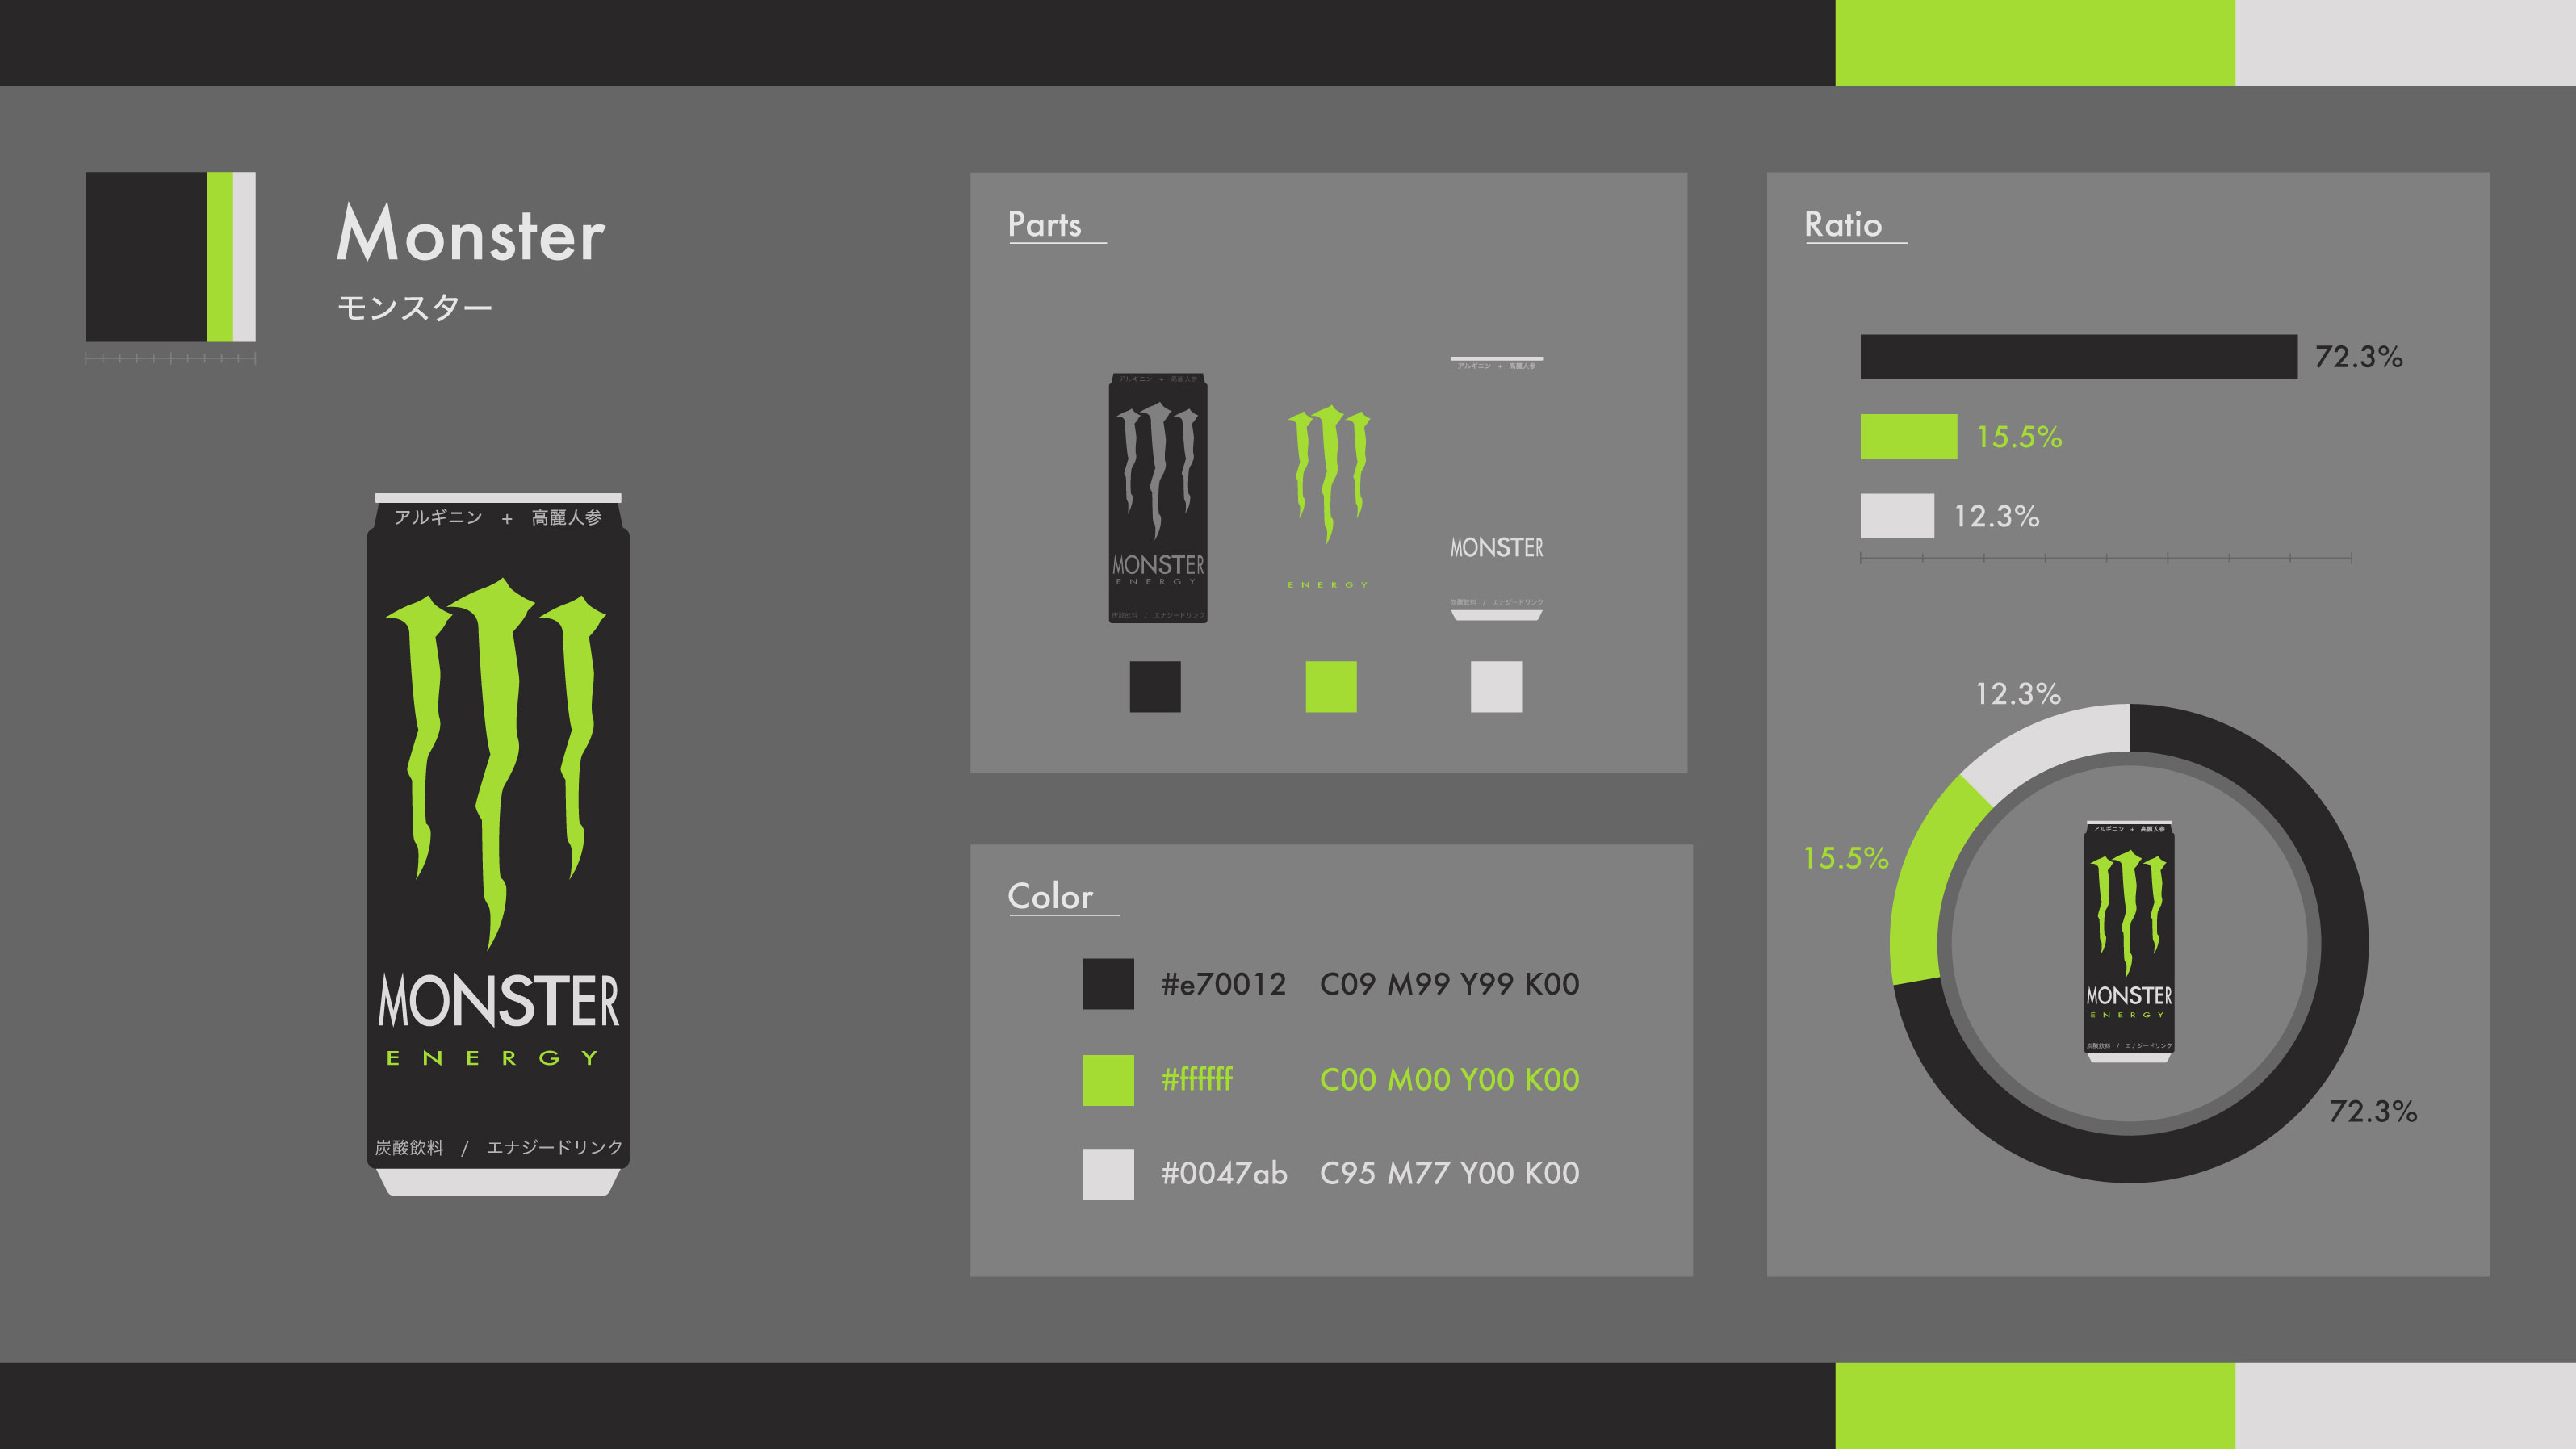 Monster
モンスター
アルギニン + 高麗人参
MONSTER
ENERGY
炭酸飲料 / エナジードリンク
Parts
アルギニン + 高麗人参
MONSTER
ENERGY
炭酸飲料 / エナジードリンク
ENERGY
アルギニン + 高麗人参
MONSTER
炭酸飲料 / エナジードリンク
Color
#e70012 C09 M99 Y99 K00
#ffffff C00 M00 Y00 K00
#0047ab C95 M77 Y00 K00
Ratio
72.3%
15.5%
12.3%
12.3%
15.5%
72.3%
アルギニン + 高麗人参
MONSTER
ENERGY
炭酸飲料 / エナジードリンク